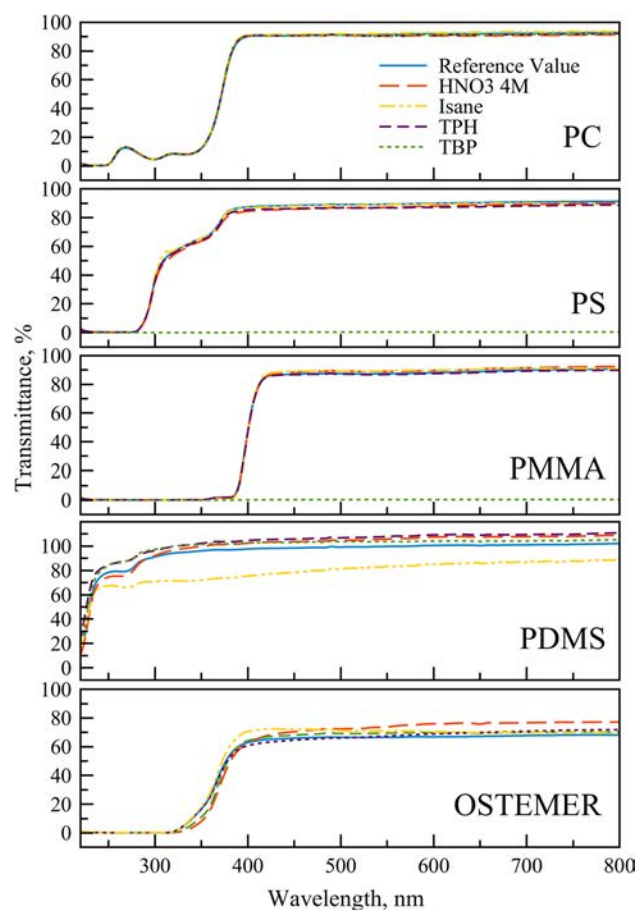 100
80
60
40
20
0
Reference Value
HNO3 4M
Isane
TPH
TBP
PC
100
80
60
40
20
0
PS
100
80
60
40
20
0
PMMA
100
80
60
40
20
0
PDMS
100
80
60
40
20
0
OSTEMER
300 400 500 600 700 800
Wavelength, nm
Transmittance, %